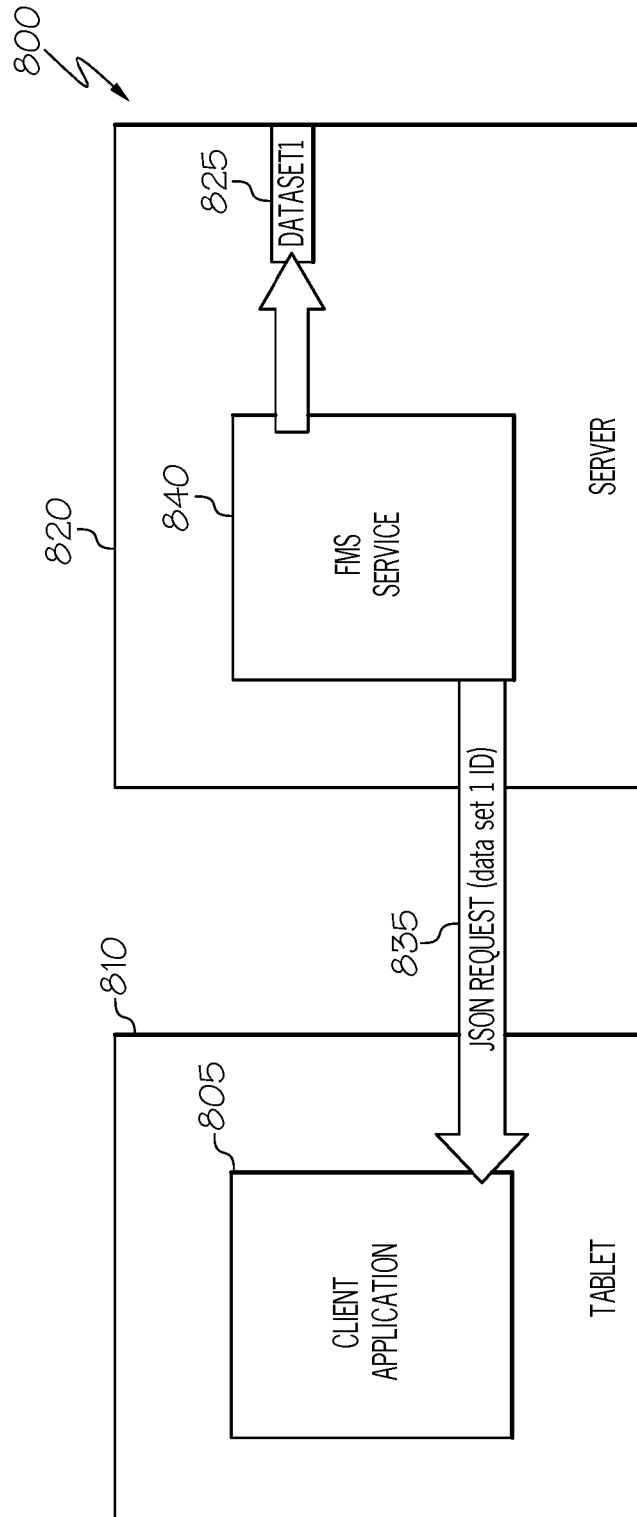 800
810
820
805
CLIENT
APPLICATION
TABLET
835
JSON REQUEST (data set 1 ID)
840
FMS
SERVICE
825
DATASET1
SERVER